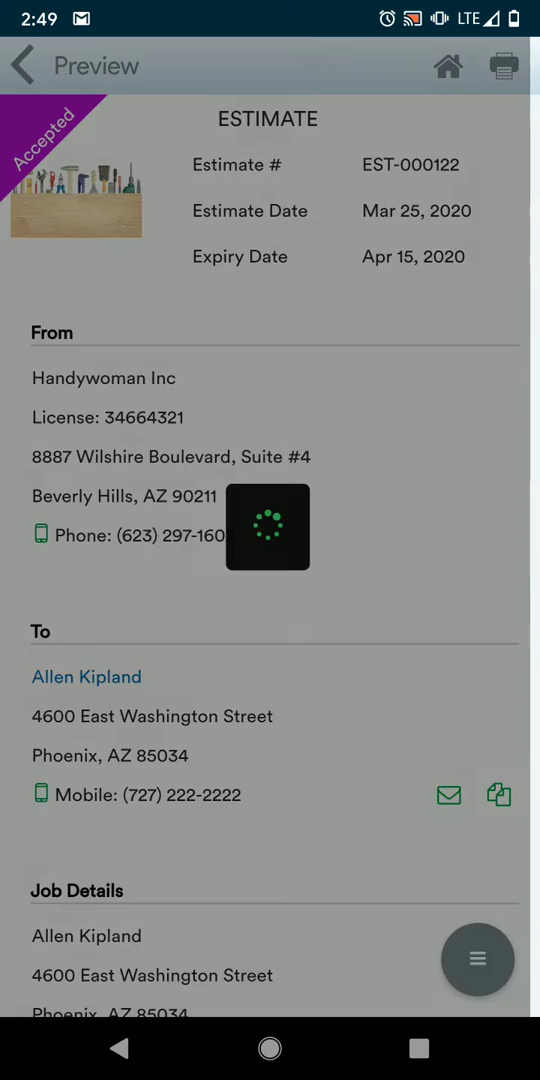 2:49
LTE
Preview
Accepted
ESTIMATE
Estimate # EST-000122
Estimate Date Mar 25, 2020
Expiry Date Apr 15, 2020
From
Handywoman Inc
License: 34664321
8887 Wilshire Boulevard, Suite #4
Beverly Hills, AZ 90211
Phone: (623) 297-1602
To
Allen Kipland
4600 East Washington Street
Phoenix, AZ 85034
Mobile: (727) 222-2222
Job Details
Allen Kipland
4600 East Washington Street
Phoenix, AZ 85034